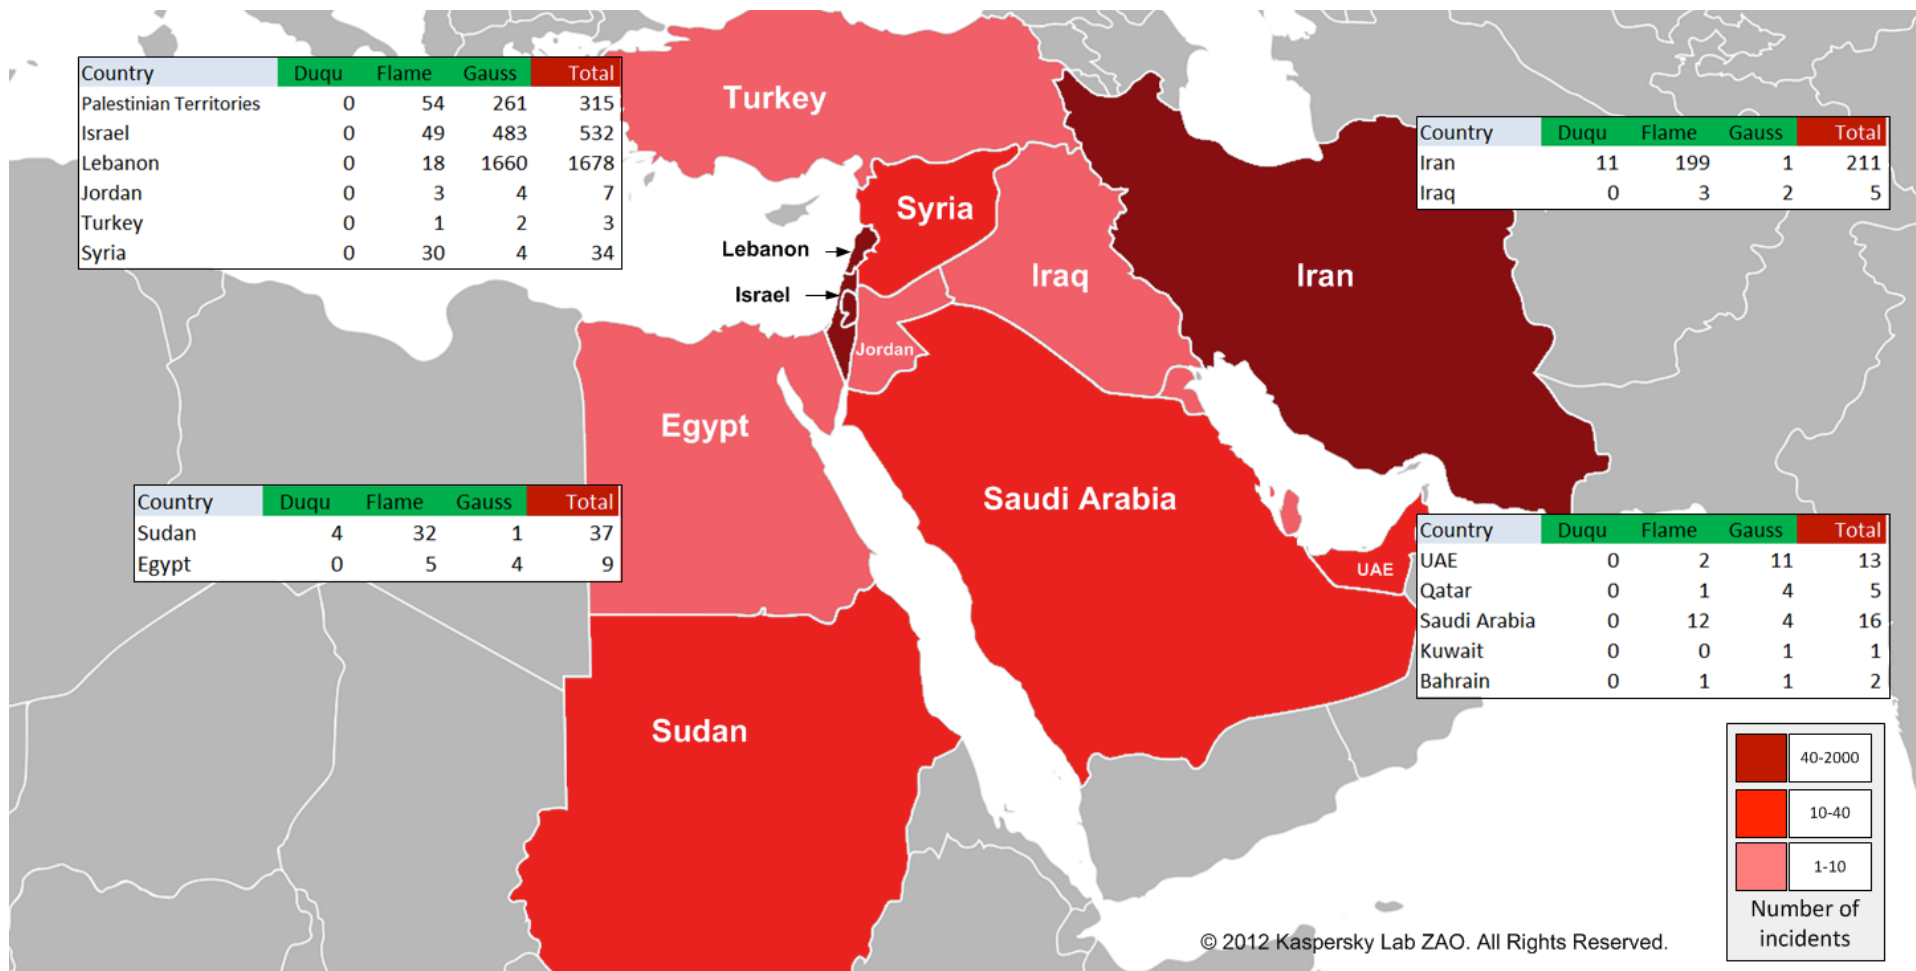 Country Duqu Flame Gauss Total
Palestinian Territories 0 54 261 315
Israel 0 49 483 532
Lebanon 0 18 1660 1678
Jordan 0 3 4 7
Turkey 0 1 2 3
Syria 0 30 4 34
Turkey
Country Duqu Flame Gauss Total
Iran 11 199 1 211
Iraq 0 3 2 5
Syria
Lebanon
Israel
Iraq
Iran
Jordan
Egypt
Saudi Arabia
UAE
Country Duqu Flame Gauss Total
Sudan 4 32 1 37
Egypt 0 5 4 9
Country Duqu Flame Gauss Total
UAE 0 2 11 13
Qatar 0 1 4 5
Saudi Arabia 0 12 4 16
Kuwait 0 0 1 1
Bahrain 0 1 1 2
Sudan
40-2000
10-40
1-10
Number of
incidents
© 2012 Kaspersky Lab ZAO. All Rights Reserved.